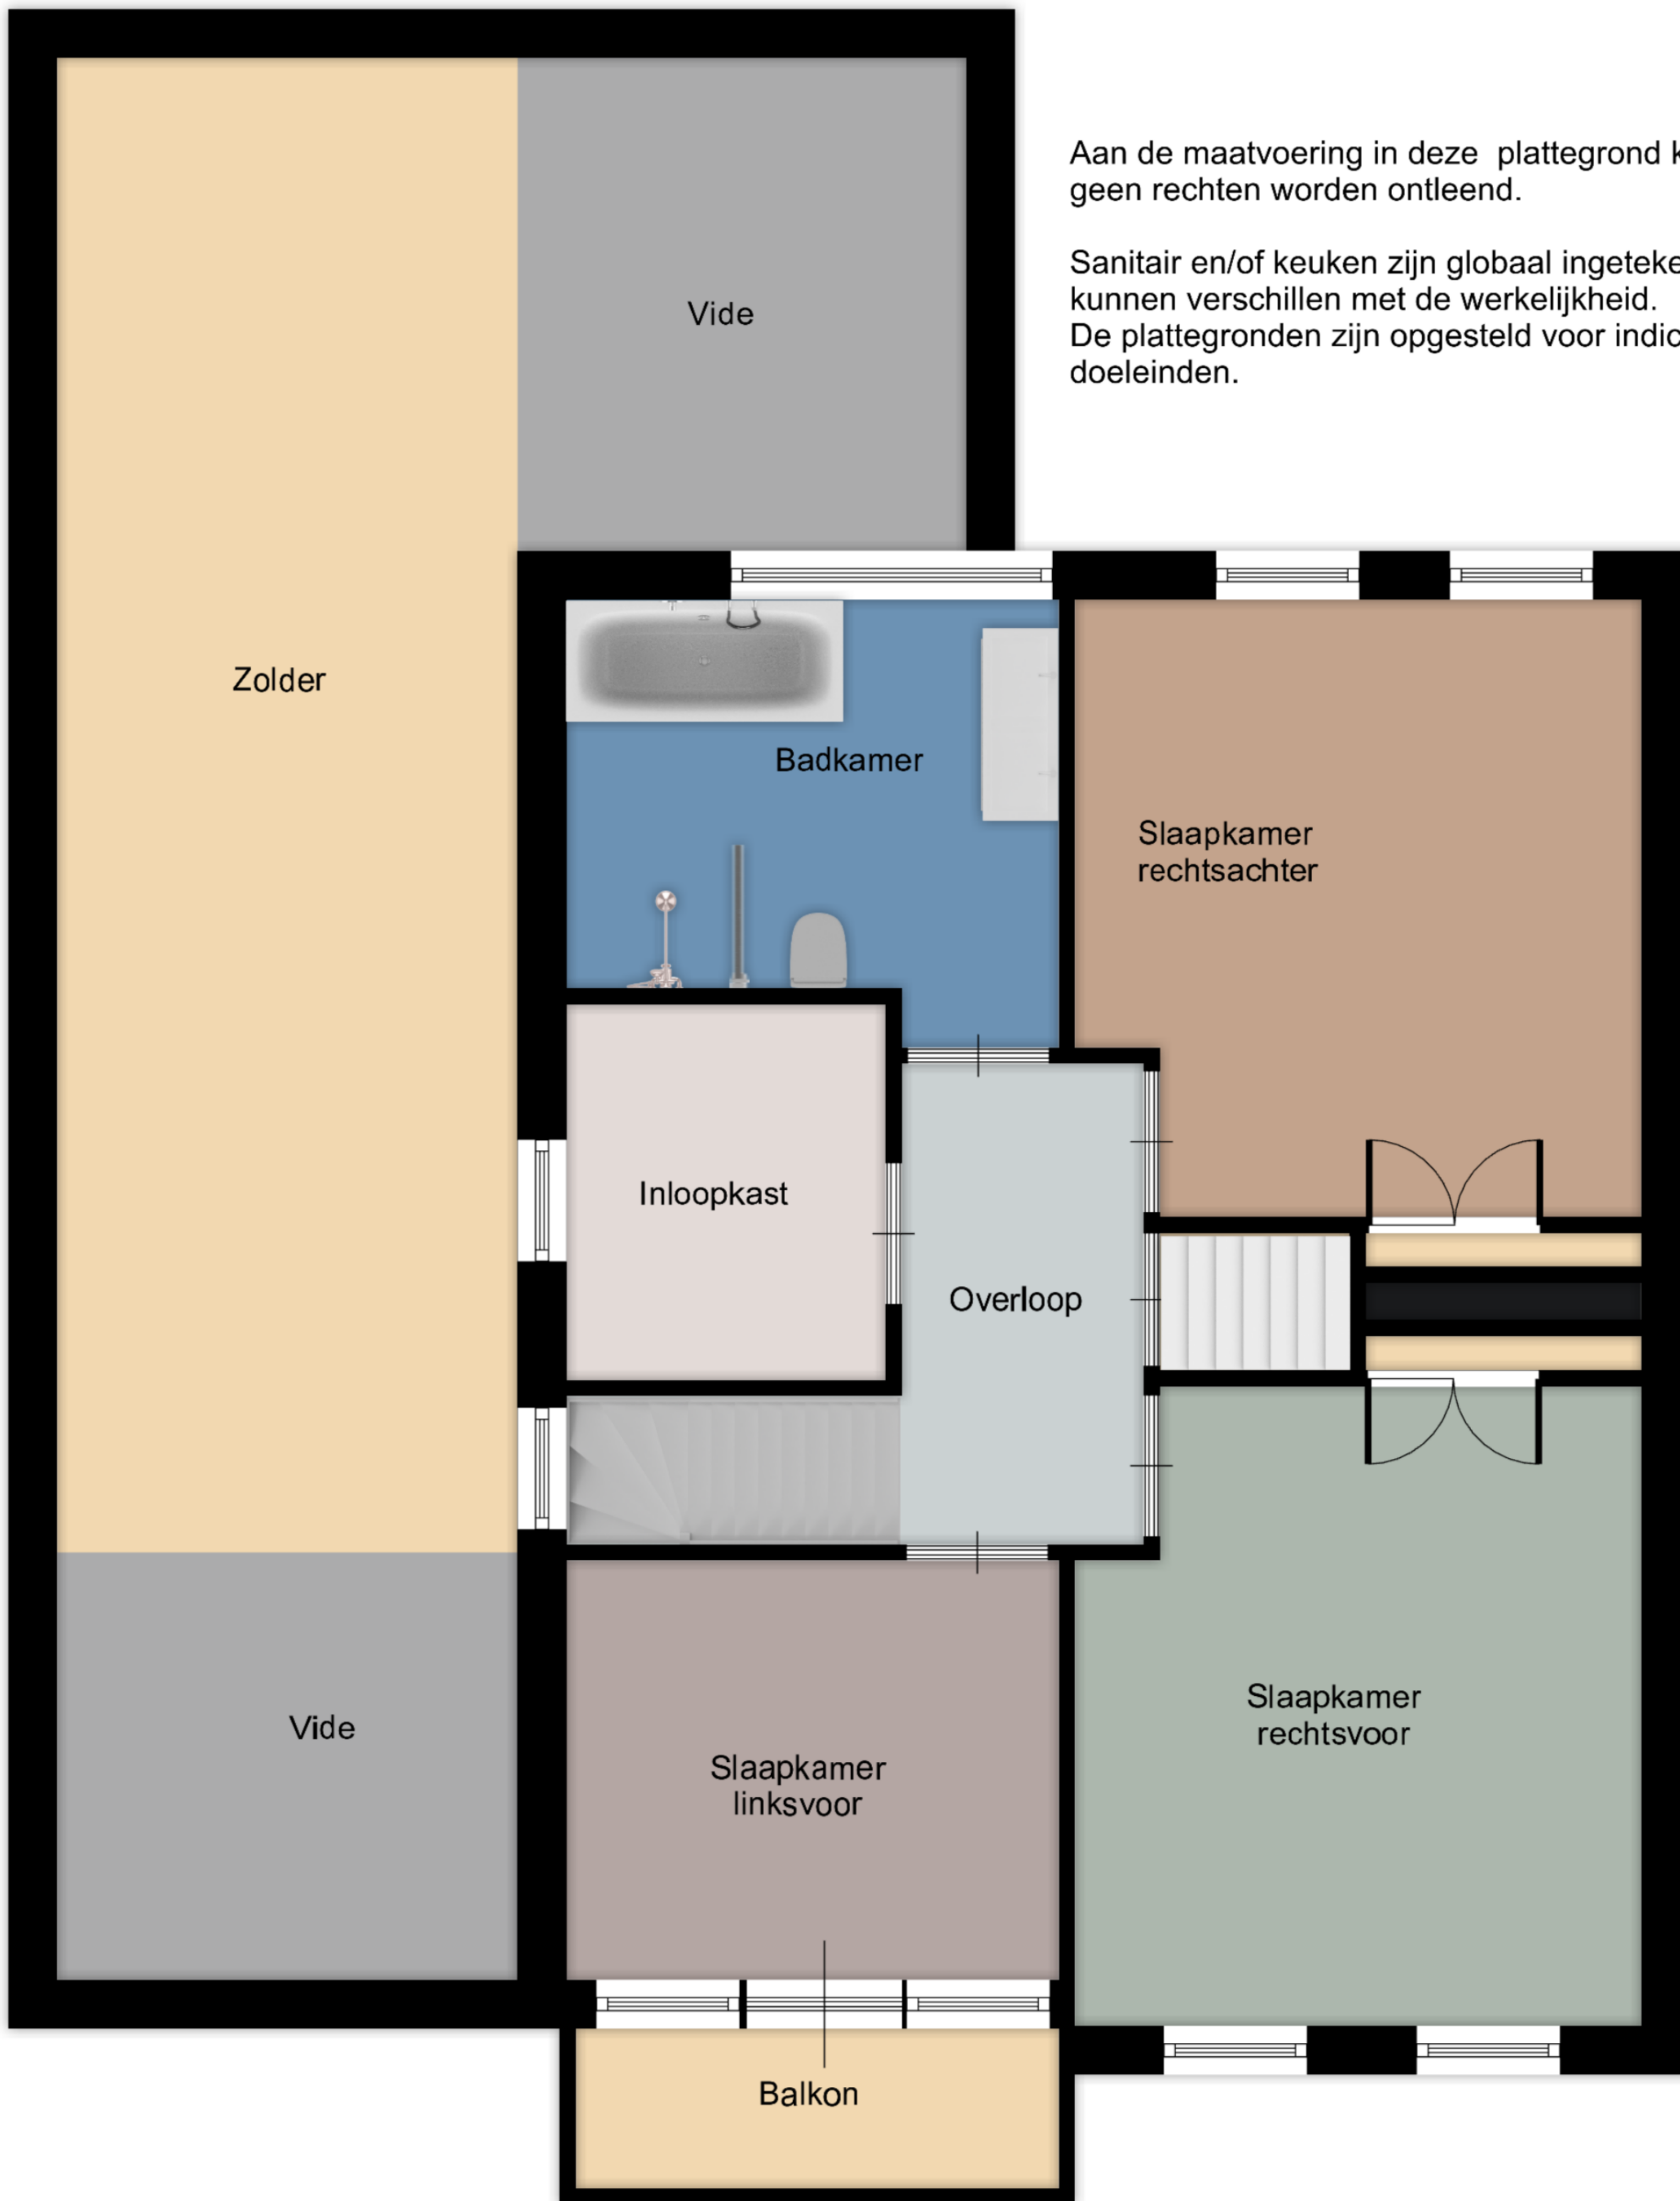 Aan de maatvoering in deze plattegrond
geen rechten worden ontleend.
Sanitair en/of keuken zijn globaal
kunnen verschillen met de werkelijkheid.
De plattegronden zijn opgesteld voor
doeleinden.
Vide
Zolder
Badkamer
Slaapkamer
rechtsachter
Inloopkast
Overloop
Slaapkamer
rechtsvoor
Vide
Slaapkamer
linksvoor
Balkon